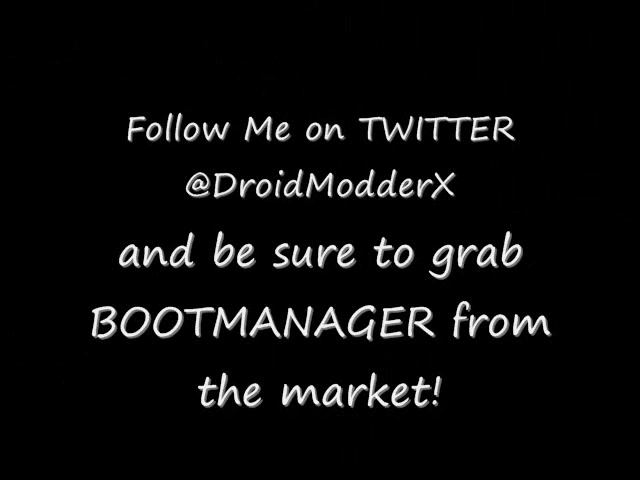 Follow Me on TWITTER
@DroidModderX
and be sure to grab
BOOTMANAGER from
the market!